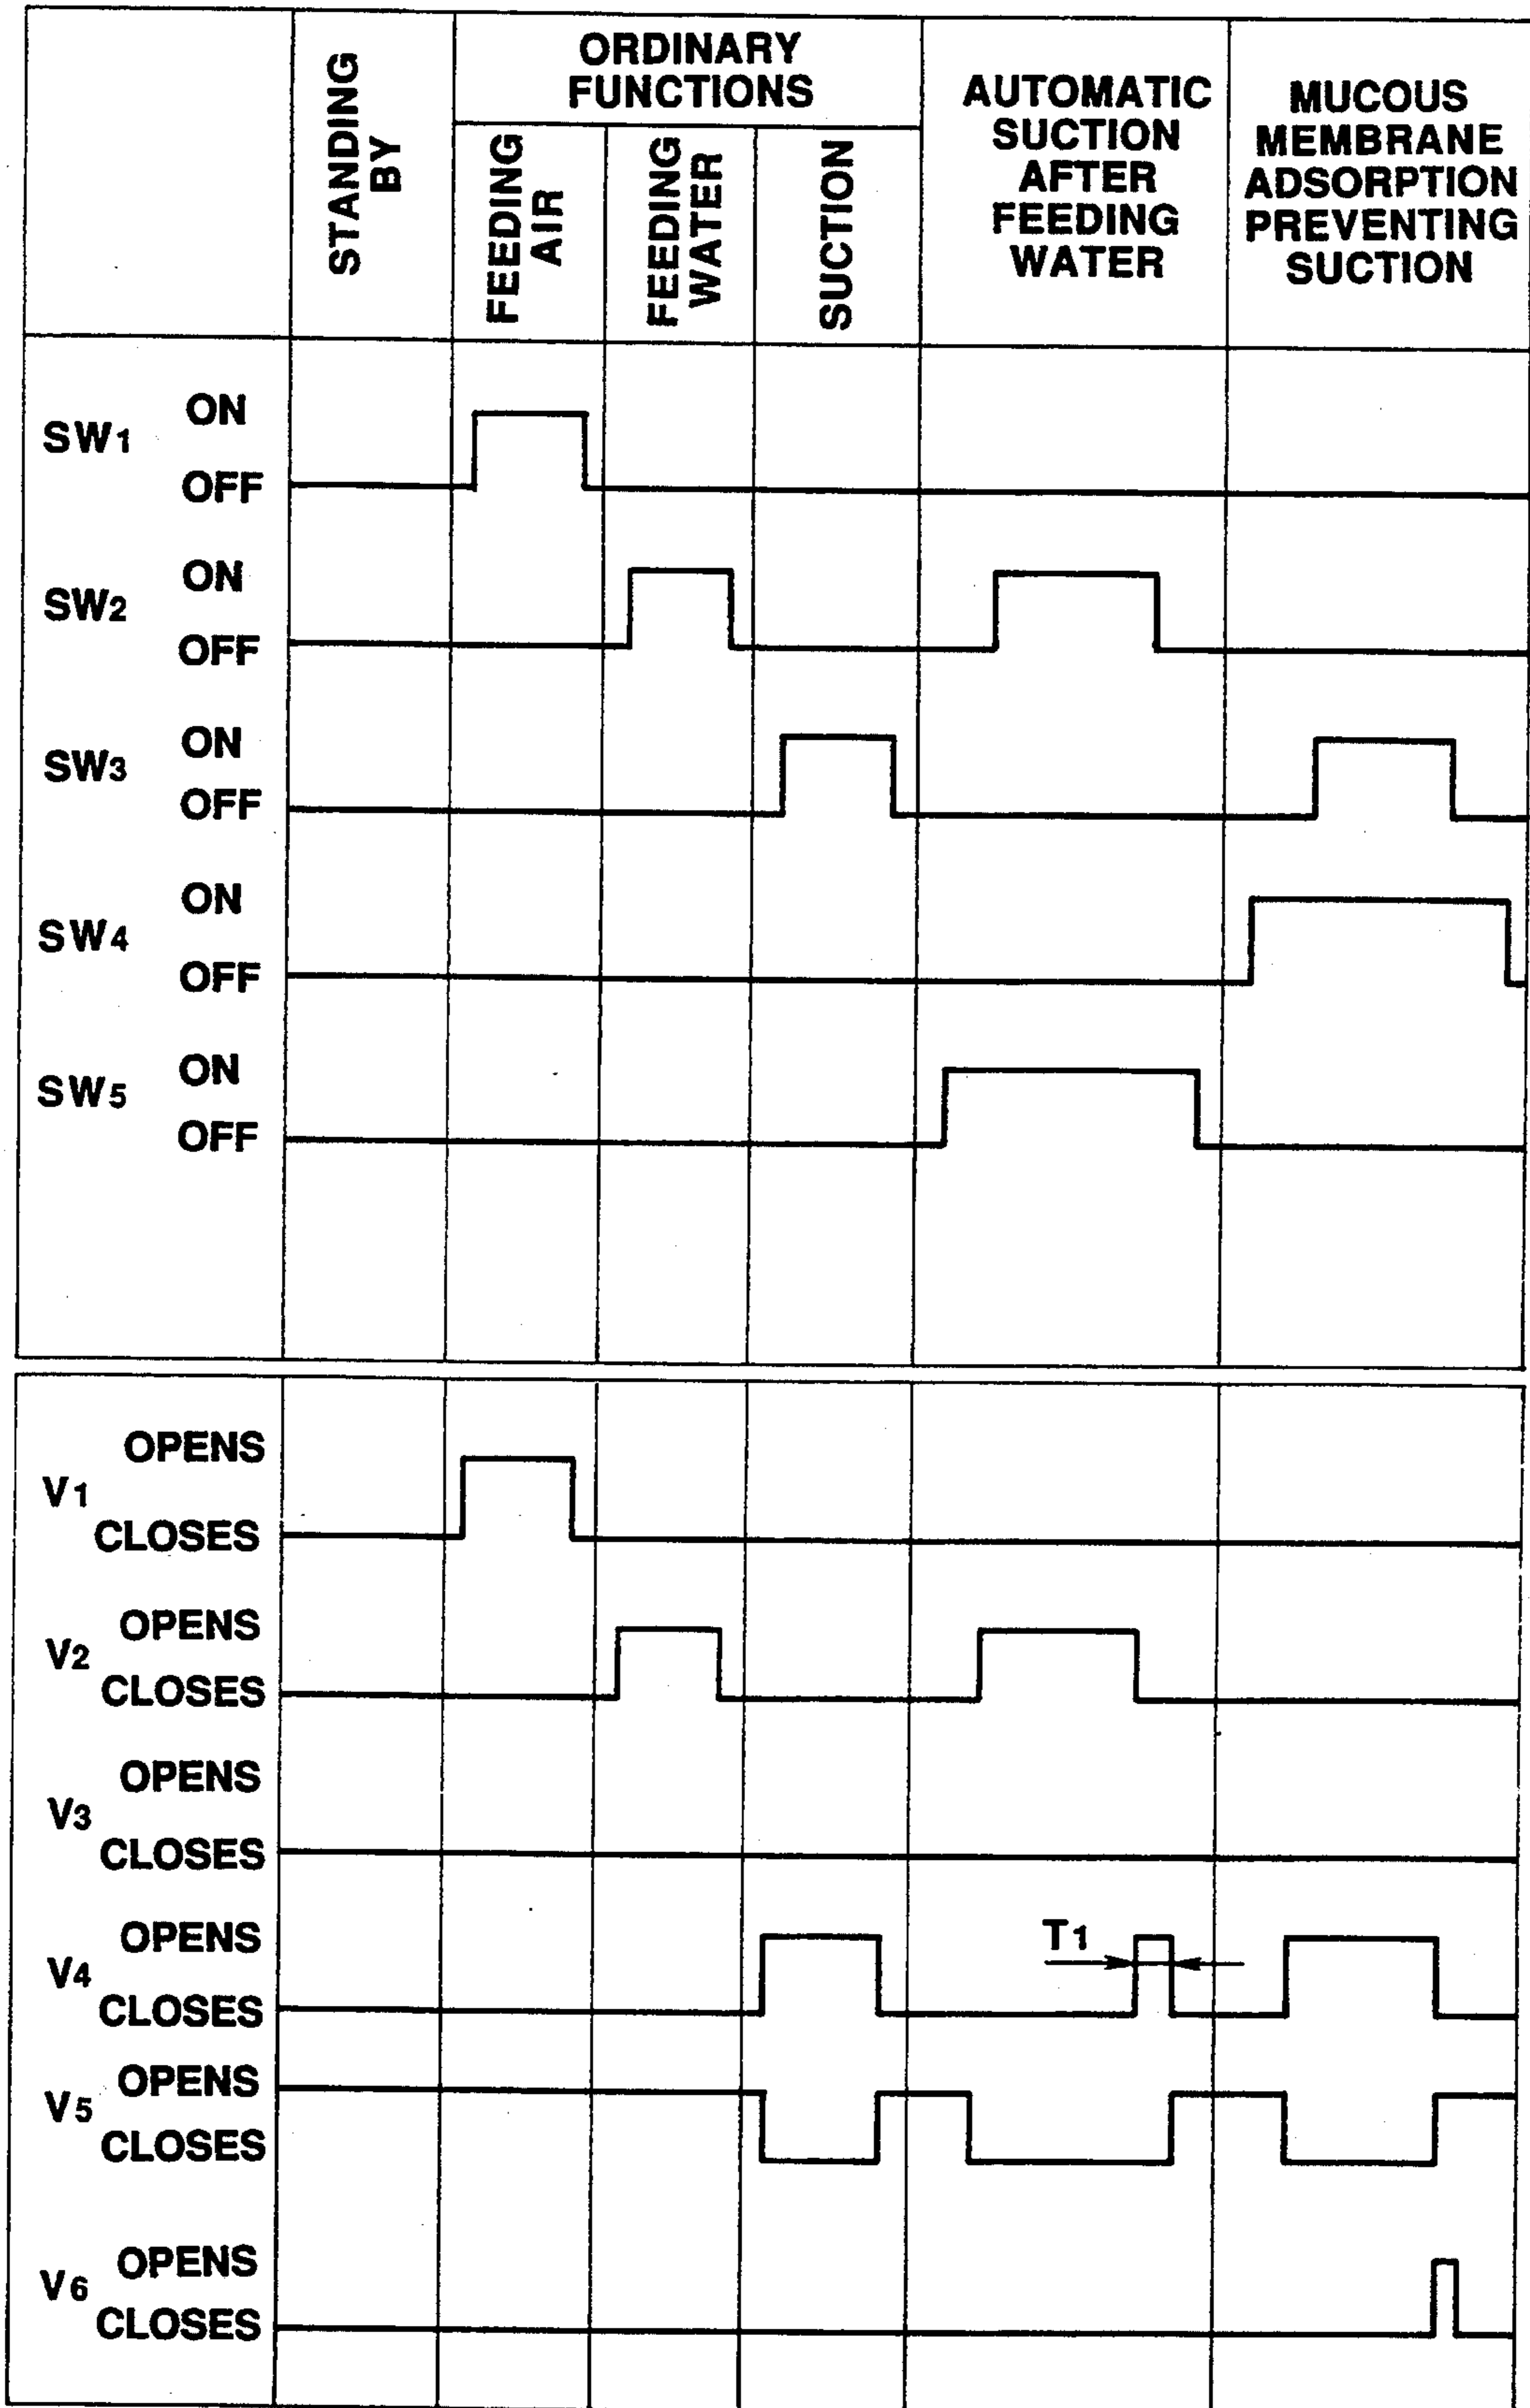 STANDING
BY
ORDINARY
FUNCTIONS
FEEDING
AIR
FEEDING
WATER
SUCTION
AUTOMATIC
SUCTION
AFTER
FEEDING
WATER
MUCOUS
MEMBRANE
ADSORPTION
PREVENTING
SUCTION
SW1 ON
OFF
SW2 ON
OFF
SW3 ON
OFF
SW4 ON
OFF
SW5 ON
OFF
V1 OPENS
CLOSES
V2 OPENS
CLOSES
V3 OPENS
CLOSES
V4 OPENS
CLOSES
T1
V5 OPENS
CLOSES
V6 OPENS
CLOSES